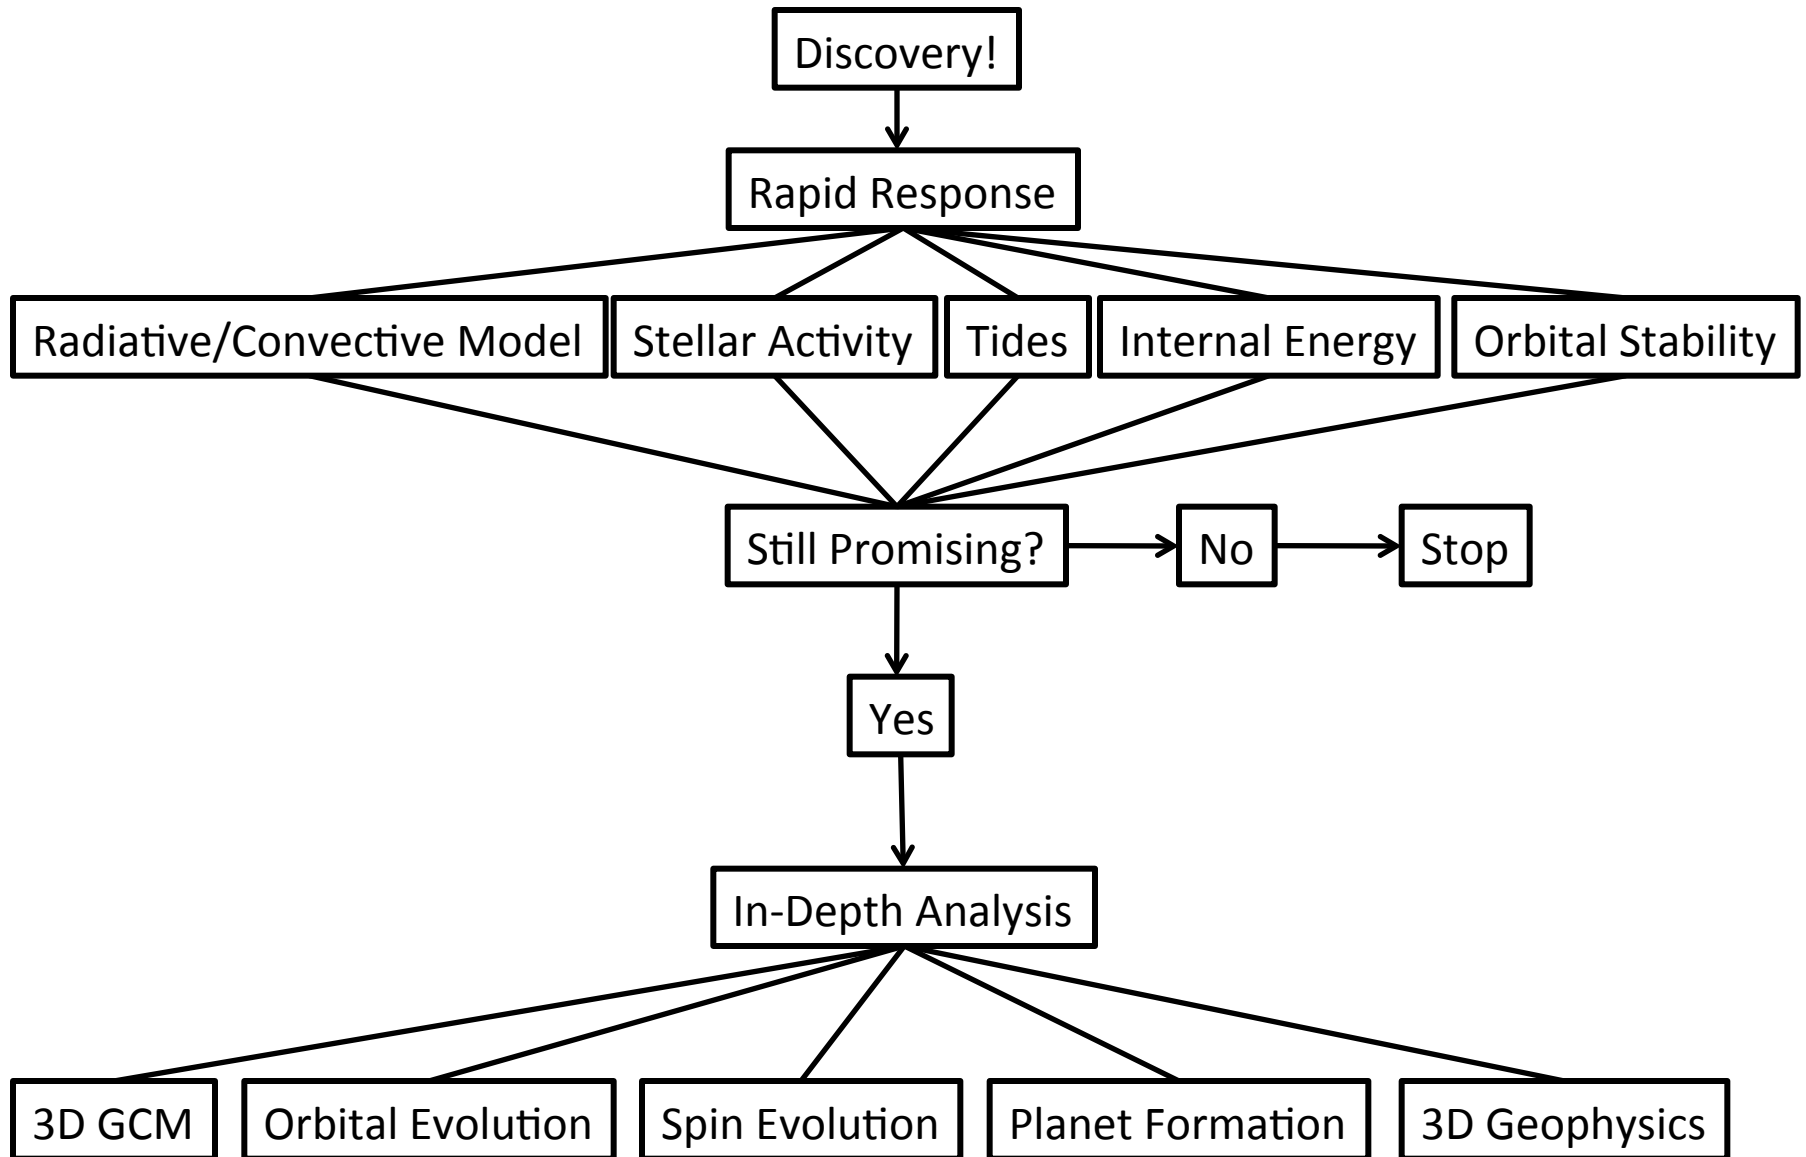 Discovery!
Rapid Response
Radiative/Convective Model
Stellar Activity
Tides
Internal Energy
Orbital Stability
Still Promising?
No
Stop
Yes
In-Depth Analysis
3D GCM
Orbital Evolution
Spin Evolution
Planet Formation
3D Geophysics